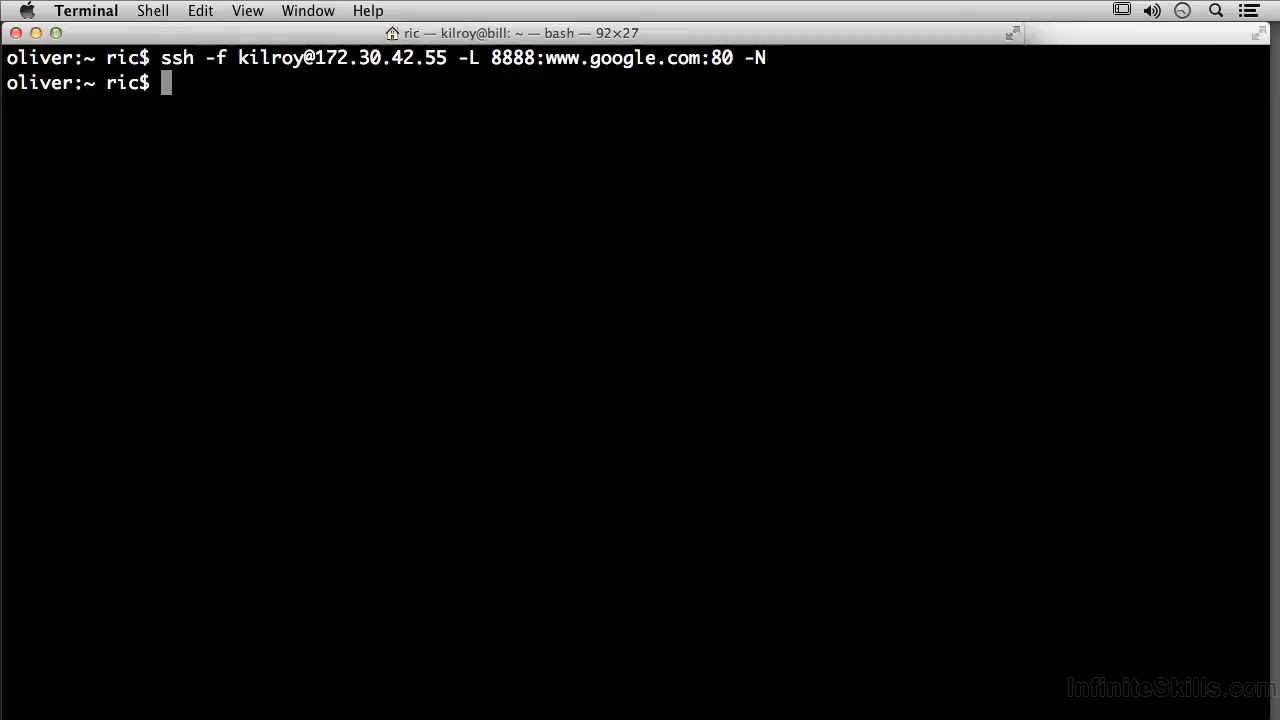 Terminal Shell Edit View Window Help
ric — kilroy@bill: ~ — bash — 92×27
oliver:~ ric$ ssh -f kilroy@172.30.42.55 -L 8888:www.google.com:80 -N
oliver:~ ric$
InfiniteSkills.com